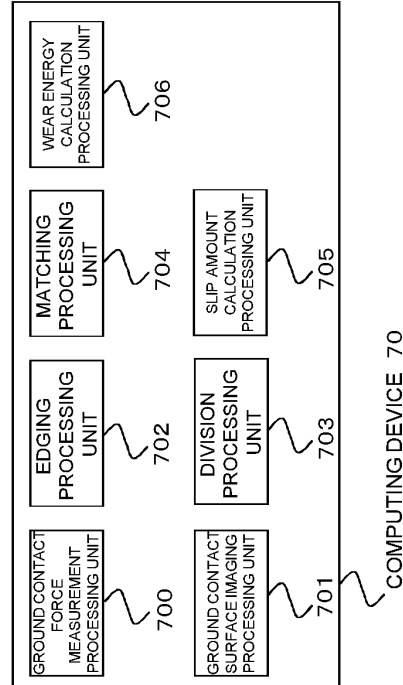 GROUND CONTACT
FORCE
MEASUREMENT
PROCESSING UNIT
700
EDGING
PROCESSING
UNIT
702
MATCHING
PROCESSING
UNIT
704
WEAR ENERGY
CALCULATION
PROCESSING UNIT
706
GROUND CONTACT
SURFACE IMAGING
PROCESSING UNIT
701
DIVISION
PROCESSING
UNIT
703
SLIP AMOUNT
CALCULATION
PROCESSING UNIT
705
COMPUTING DEVICE 70